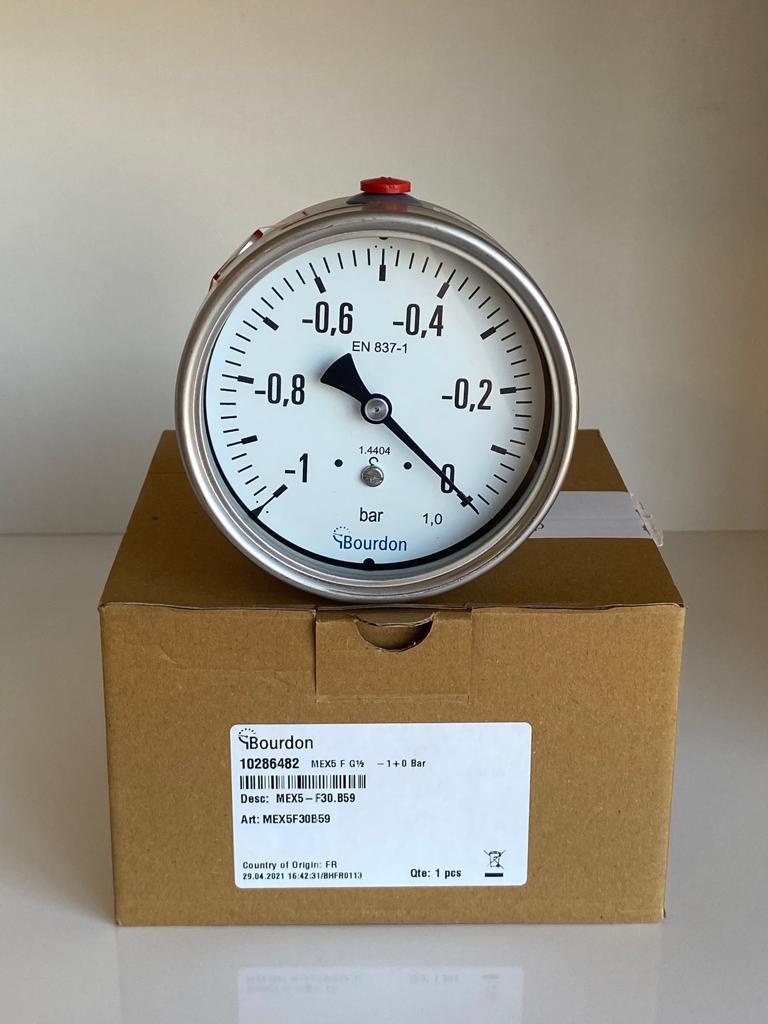 -0,6 -0,4
EN 837-1
-0,8 -0,2
1.4404
-1 0
bar 1,0
Bourdon
Bourdon
10286482 MEX5 F G½ -1+0 Bar
Desc: MEX5-F30.B59
Art: MEX5F30B59
Country of Origin: FR
29.04.2021 16:42:31/BHFR0113
Qte: 1 pcs